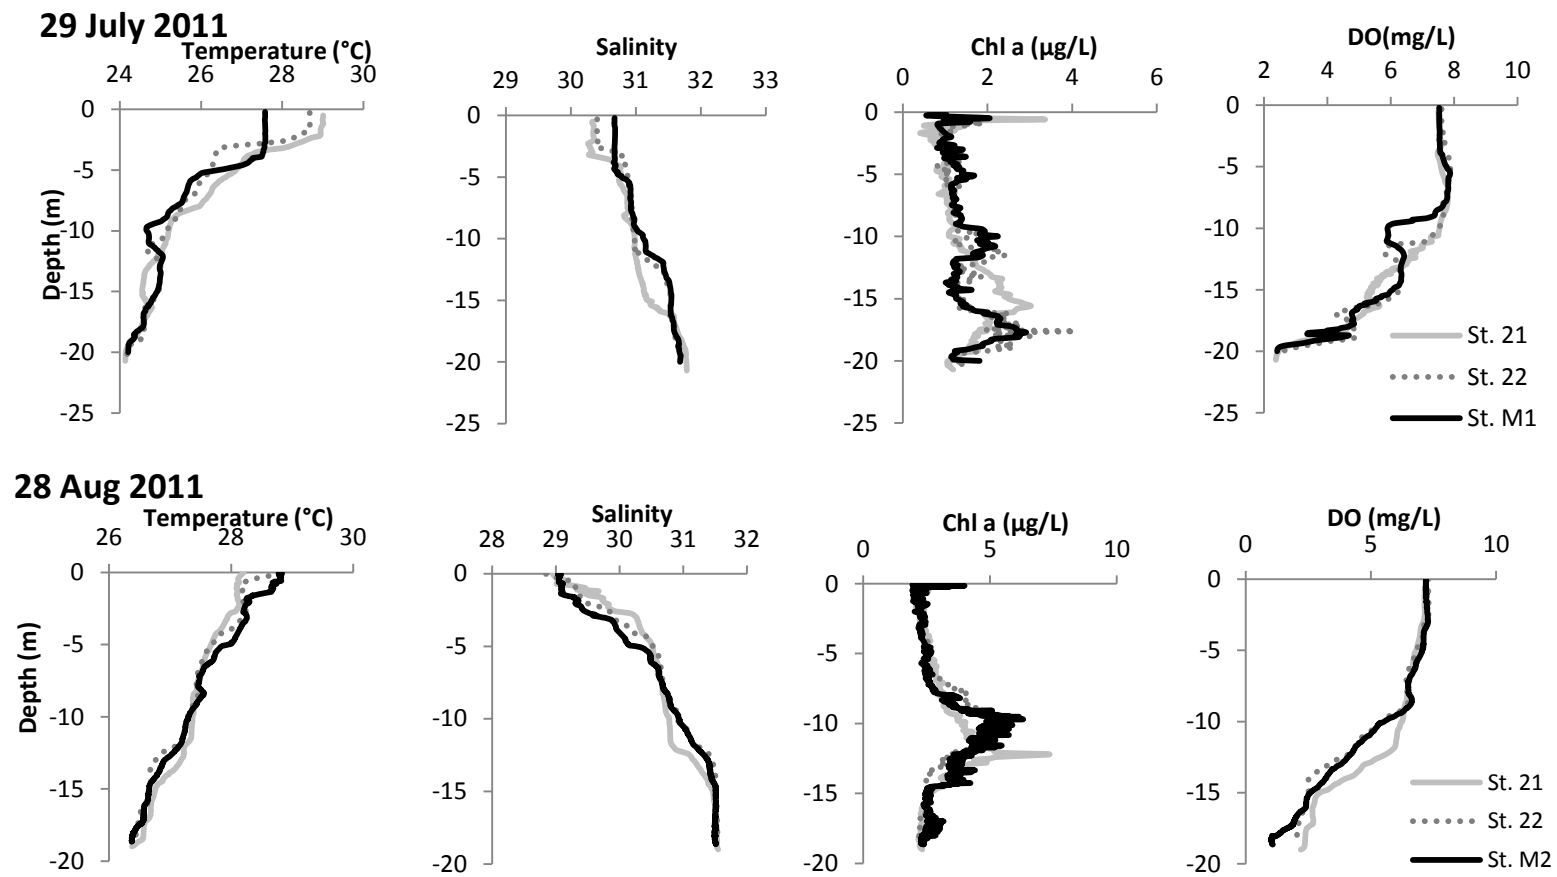 29 July 2011
Temperature (°C)
24 26 28 30
0
-5
-10
-15
-20
-25
Depth (m)
Salinity
29 30 31 32 33
0
-5
-10
-15
-20
-25
Chl a (µg/L)
0 2 4 6
0
-5
-10
-15
-20
-25
DO(mg/L)
2 4 6 8 10
0
-5
-10
-15
-20
-25
St. 21
St. 22
St. M1
28 Aug 2011
Temperature (°C)
26 28 30
0
-5
-10
-15
-20
Depth (m)
Salinity
28 29 30 31 32
0
-5
-10
-15
-20
Chl a (µg/L)
0 5 10
0
-5
-10
-15
-20
DO (mg/L)
0 5 10
0
-5
-10
-15
-20
St. 21
St. 22
St. M2